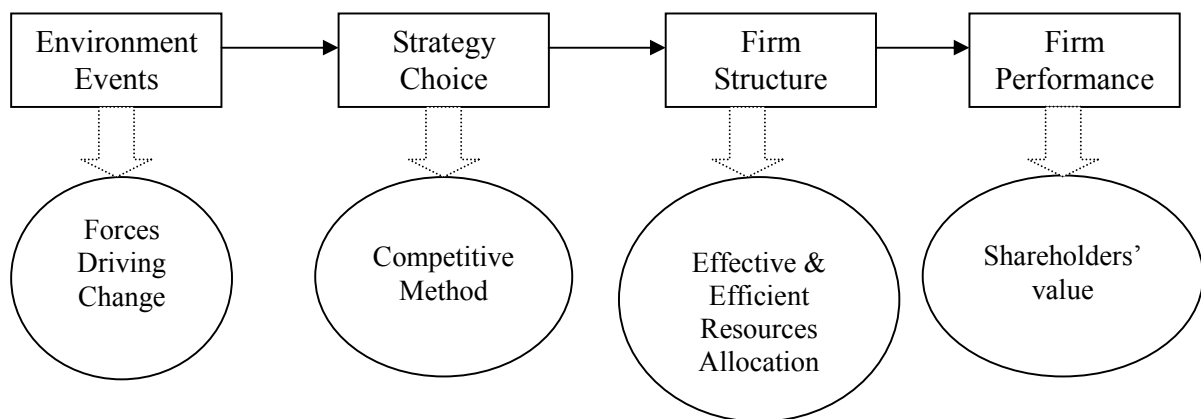 Environment
Events
Strategy
Choice
Firm
Structure
Firm
Performance
Forces
Driving
Change
Competitive
Method
Effective &
Efficient
Resources
Allocation
Shareholders’
value